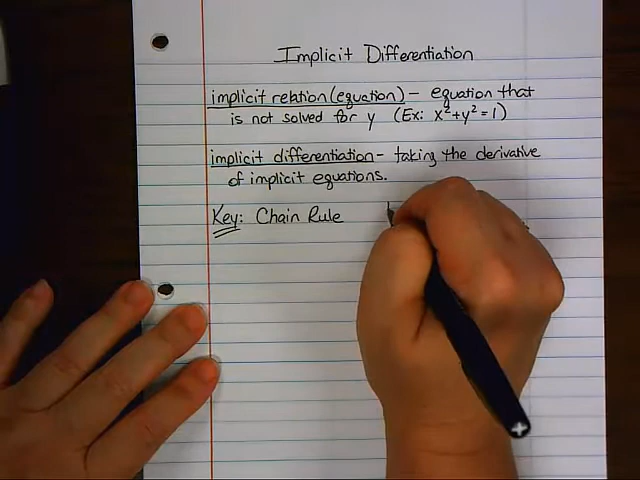 Implicit Differentiation
implicit relation (equation) - equation that
is not solved for y (Ex: x²+y²=1)
implicit differentiation - taking the derivative
of implicit equations.
Key: Chain Rule